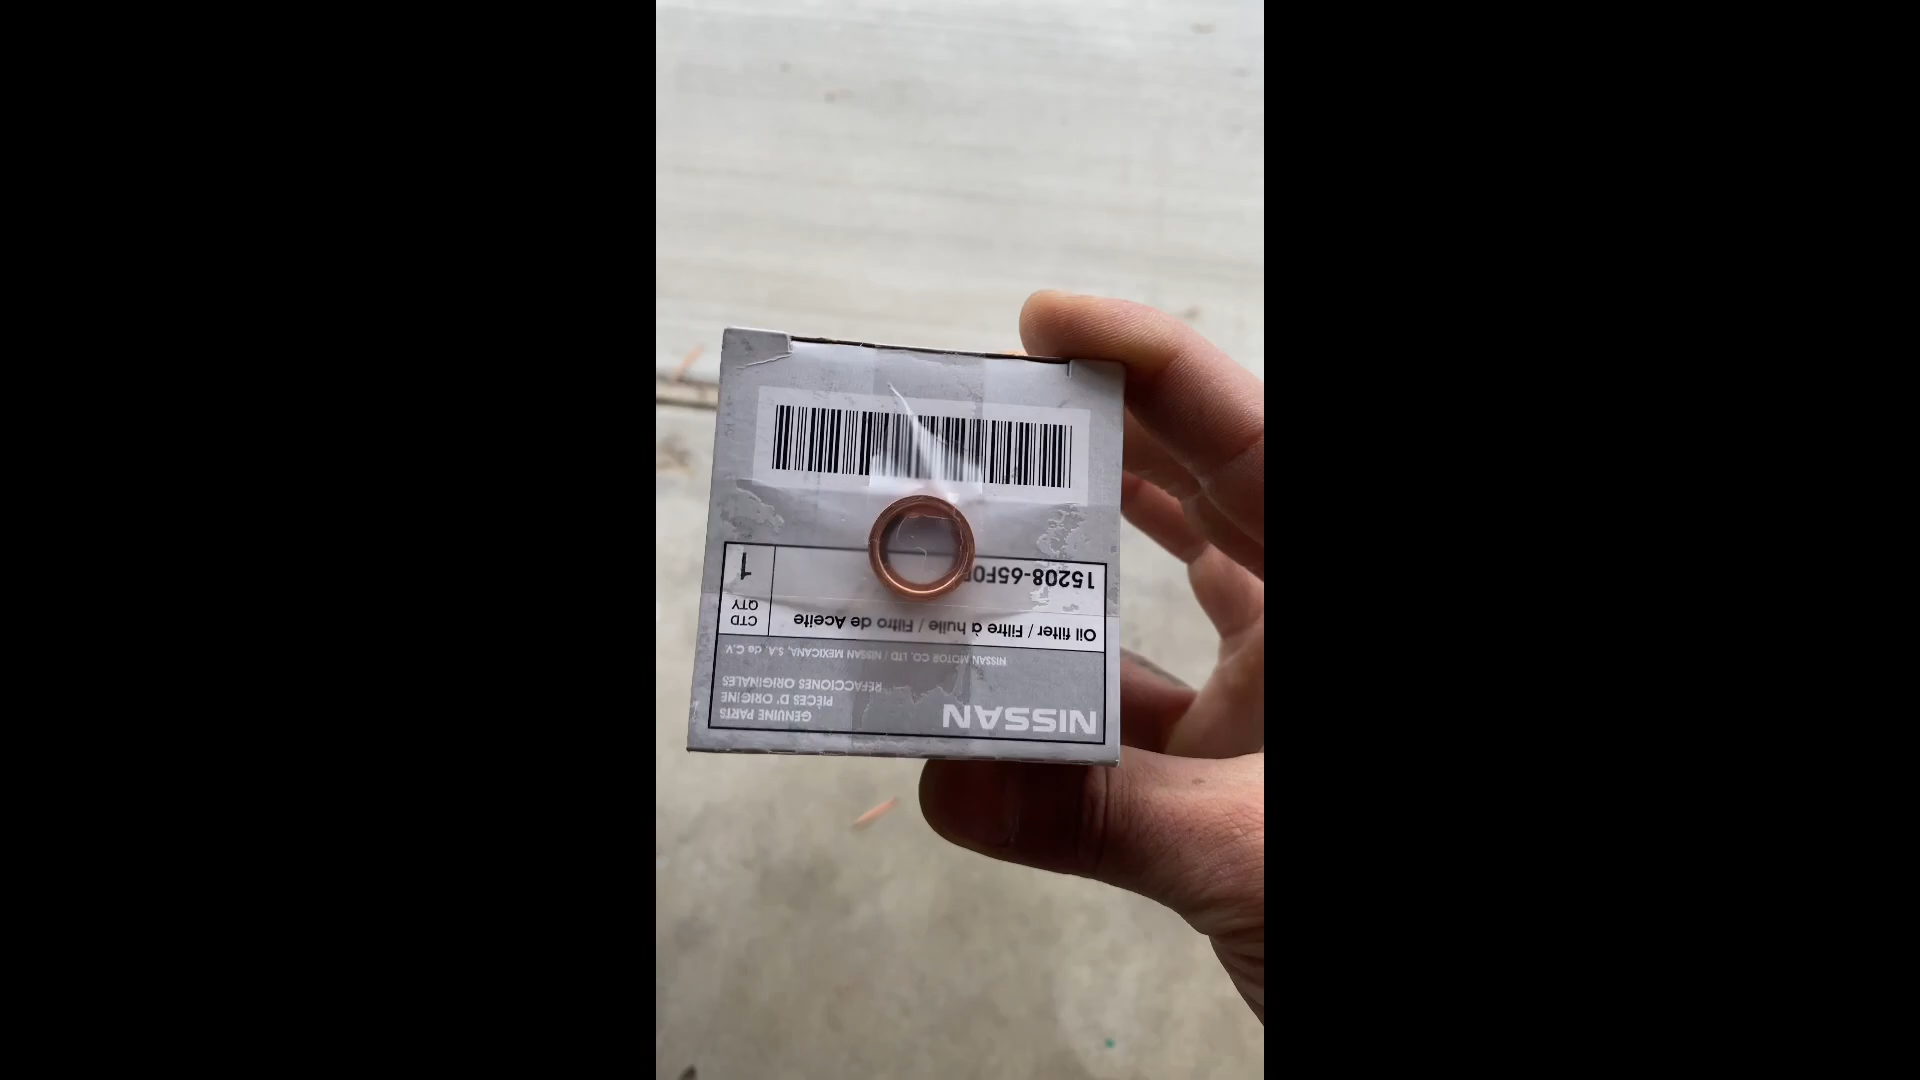 NISSAN
GENUINE PARTS
PIÈCES D' ORIGINE
REFACCIONES ORIGINALES
NISSAN MOTOR CO. LTD / NISSAN MEXICANA, S.A. de C.V.
Oil filter / Filtre à huile / Filtro de Aceite
CTD
QTY
15208-65F0
1